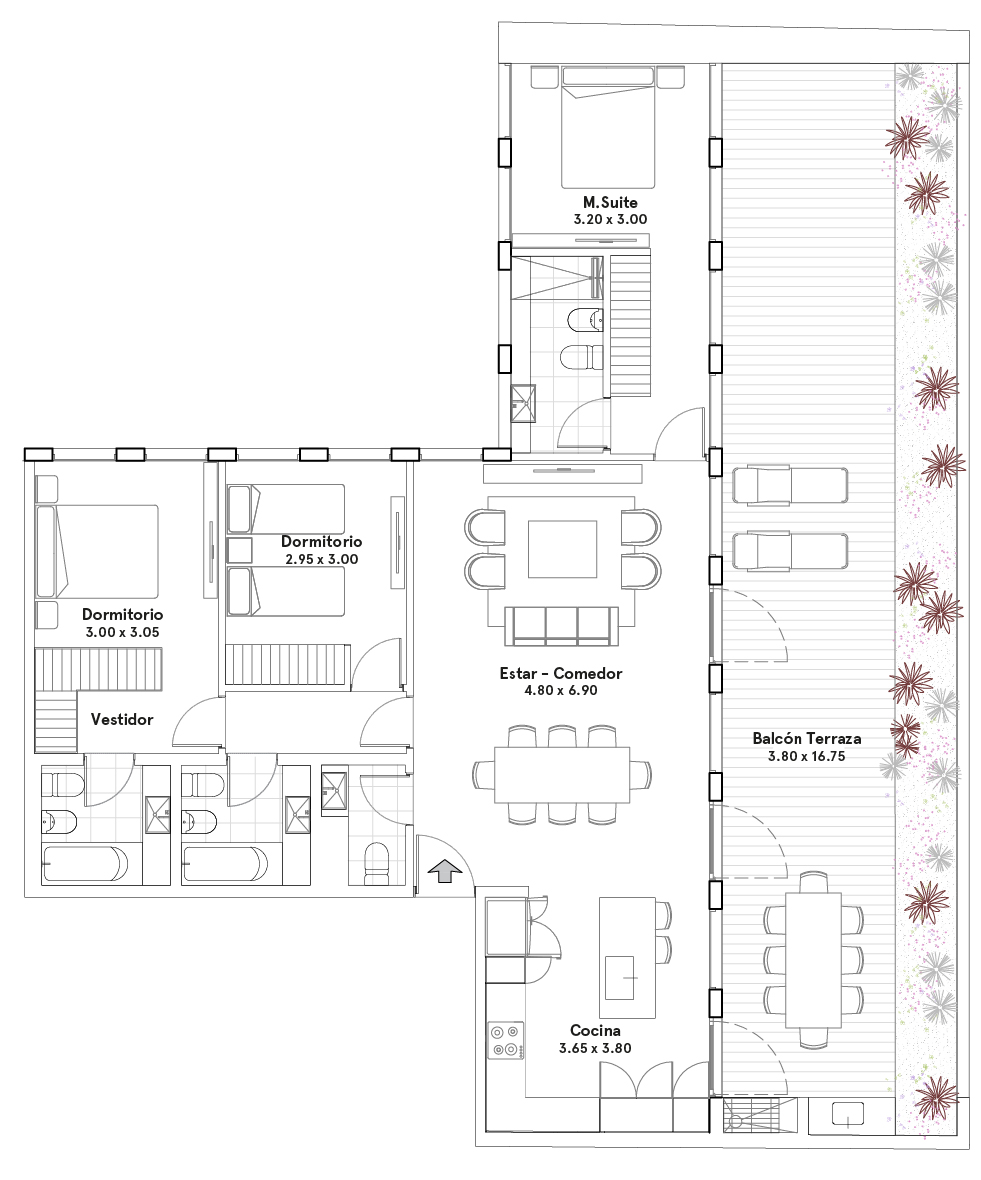 M.Suite
3.20 x 3.00
Dormitorio
2.95 x 3.00
Dormitorio
3.00 x 3.05
Estar - Comedor
4.80 x 6.90
Vestidor
Balcón Terraza
3.80 x 16.75
Cocina
3.65 x 3.80